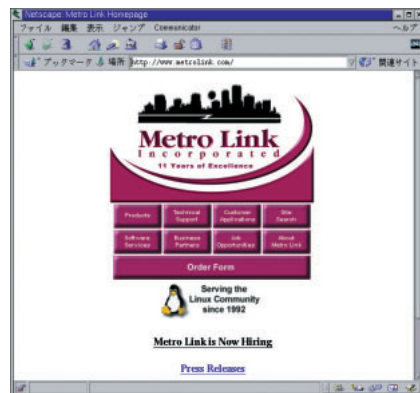 Netscape: Metro Link Homepage
ファイル 編集 表示 ジャンプ Communicator ヘルプ
ブックマーク 場所 http://www.metrolink.com/ 関連サイト
Metro Link
Incorporated
11 Years of Excellence
Products Technical Support Customer Applications Site Search
Software Services Business Partners Job Opportunities About Metro Link
Order Form
Serving the
Linux Community
since 1992
Metro Link is Now Hiring
Press Releases